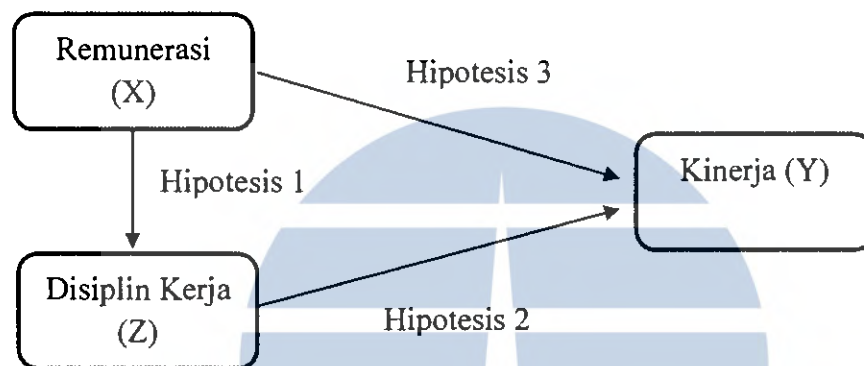 Remunerasi
(X)
Hipotesis 3
Kinerja (Y)
Hipotesis 1
Disiplin Kerja
(Z)
Hipotesis 2